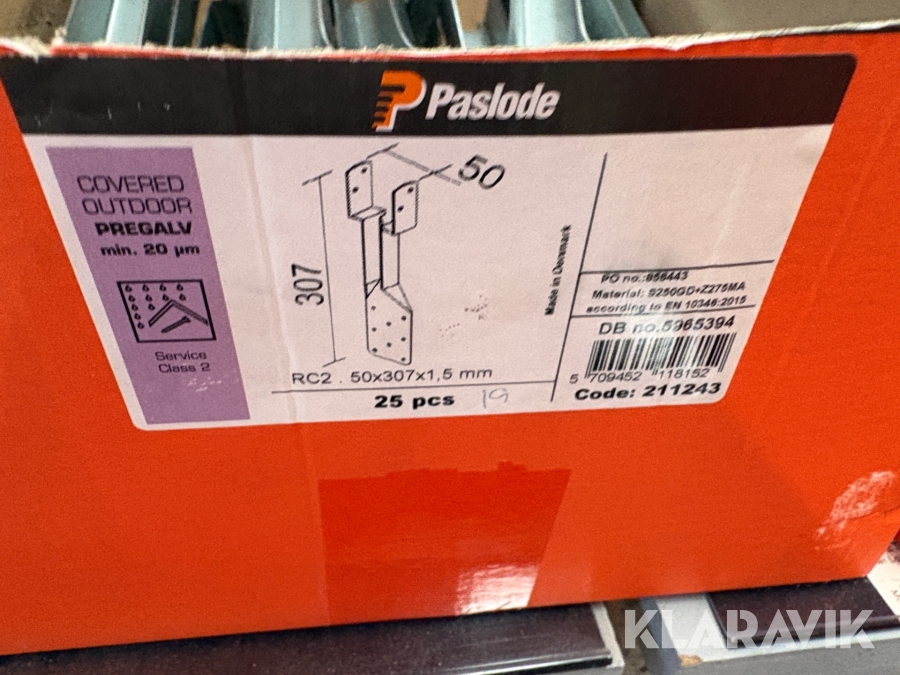 Paslode
COVERED
OUTDOOR
PREGALV
min. 20 µm
Service
Class 2
50
307
RC2 . 50x307x1,5 mm
25 pcs 19
Made in Denmark
PO no.:856443
Material: S250GD+Z275MA
according to EN 10346:2015
DB no.5965394
5 709452 116152
Code: 211243
KLARAVIK